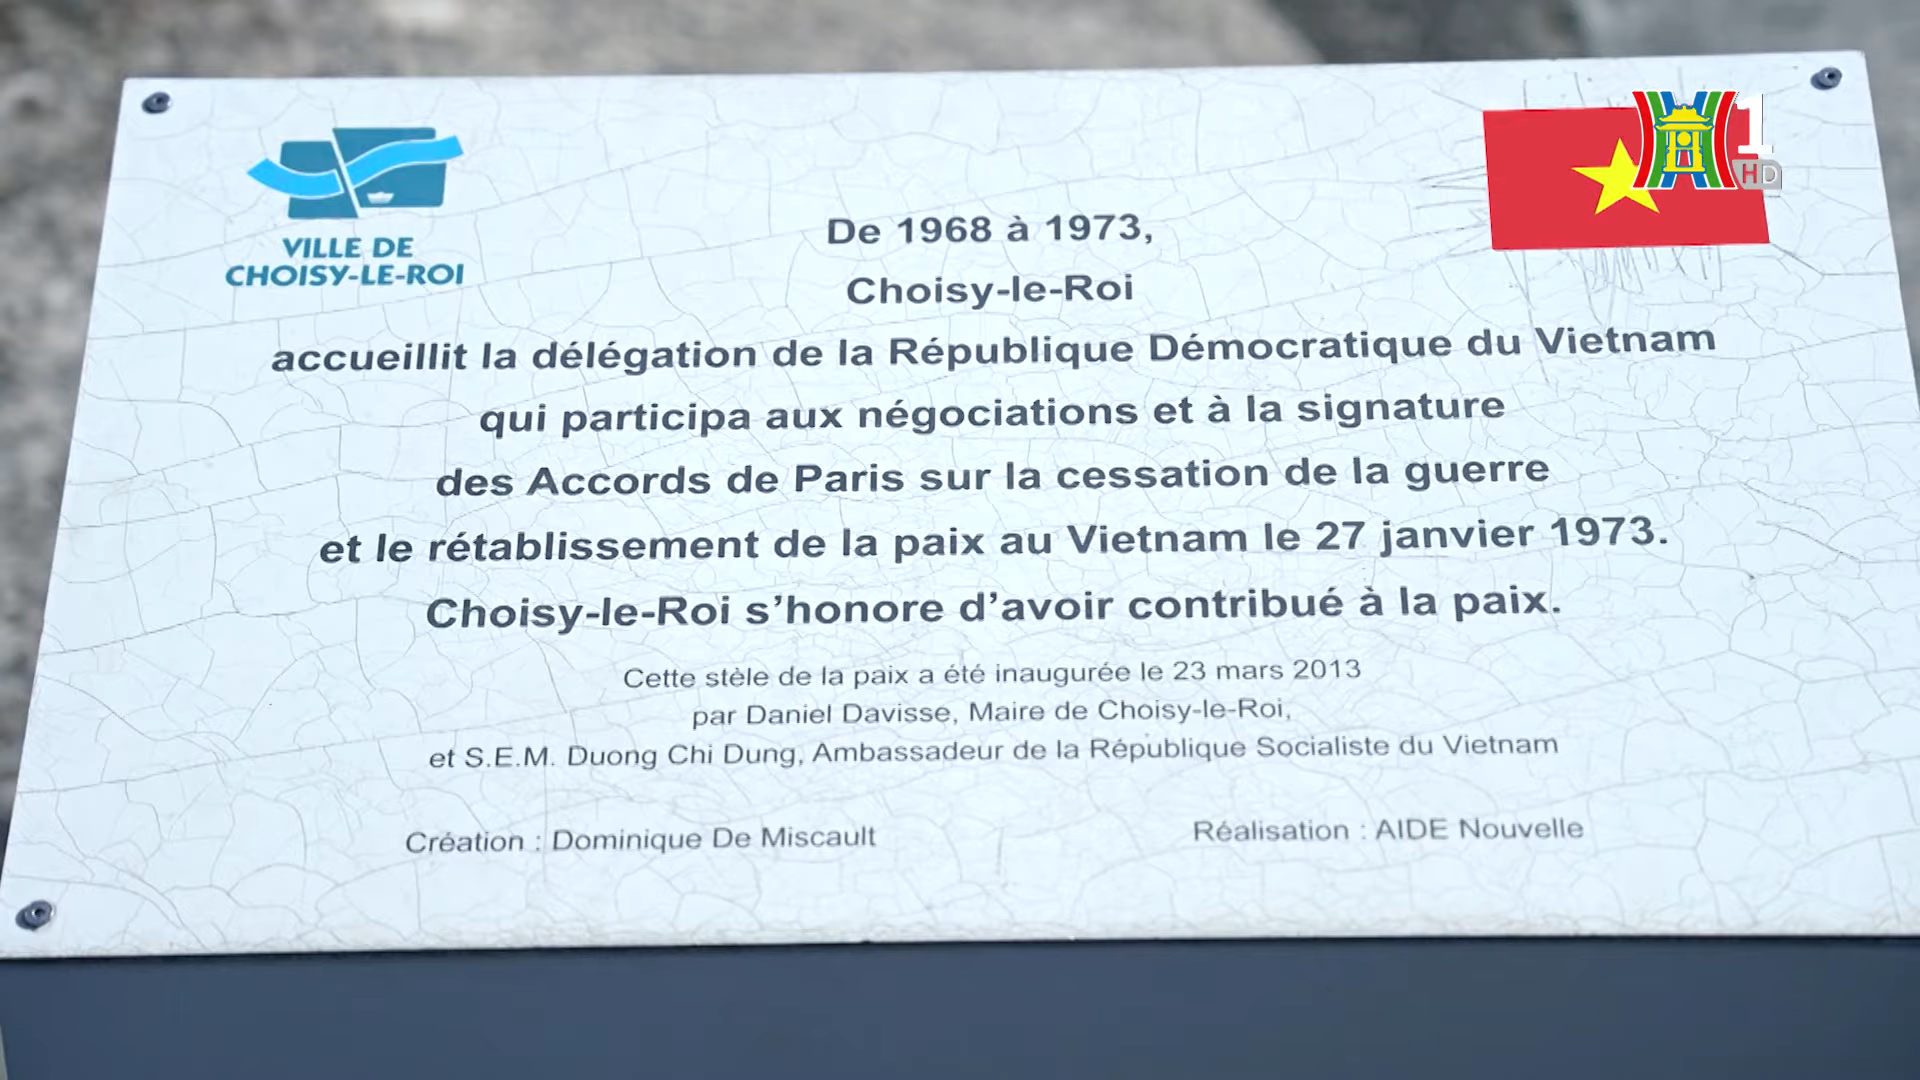 VILLE DE
CHOISY-LE-ROI
1
HD
De 1968 à 1973,
Choisy-le-Roi
accueillit la délégation de la République Démocratique du Vietnam
qui participa aux négociations et à la signature
des Accords de Paris sur la cessation de la guerre
et le rétablissement de la paix au Vietnam le 27 janvier 1973.
Choisy-le-Roi s’honore d’avoir contribué à la paix.
Cette stèle de la paix a été inaugurée le 23 mars 2013
par Daniel Davisse, Maire de Choisy-le-Roi,
et S.E.M. Duong Chi Dung, Ambassadeur de la République Socialiste du Vietnam
Création : Dominique De Miscault
Réalisation : AIDE Nouvelle